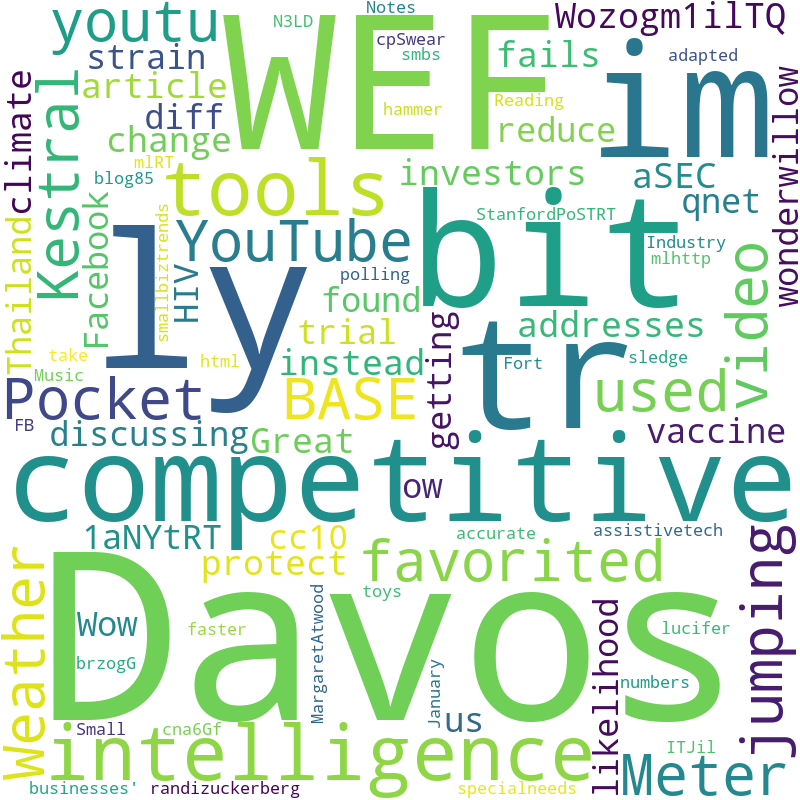 youtu
WEF
N3LD
Notes
cpSwear
smbs
fails
Wozogm1ilTQ
im
adapted
strain
article
diff
change
hammer
Reading
reduce
climate
Kestral
mlRT
blog85
tools
investors
aSEC
qnet
wonderwillow
Thailand
Facebook
smallbiztrends
HIV
YouTube
ly
bit
StanfordPoSTRT
Industry
mlhttp
polling
found
trial
tr
addresses
video
take
Music
html
instead
getting
Fort
sledge
Pocket
BASE
used
FB
discussing
Great
vaccine
competitive
ow
1aNYtRT
cc10
accurate
assistivetech
protect
favorited
jumping
Weather
Davos
toys
Wow
faster
MargaretAtwood
likelihood
lucifer
brzogG
January
numbers
Small
cna6Gf
us
intelligence
ITJil
Meter
businesses'
randizuckerberg
specialneeds